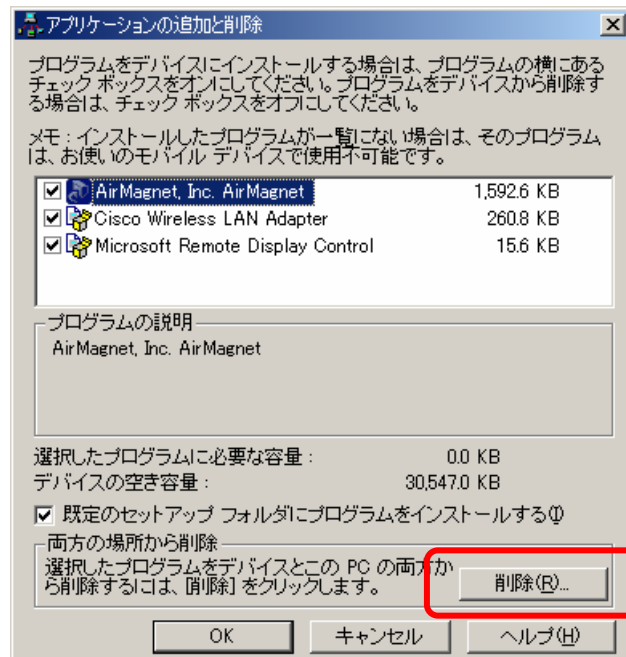 アプリケーションの追加と削除
プログラムをデバイスにインストールする場合は、プログラムの横にある
チェック ボックスをオンにしてください。プログラムをデバイスから削除す
る場合は、チェック ボックスをオフにしてください。
メモ : インストールしたプログラムが一覧にない場合は、そのプログラム
は、お使いのモバイル デバイスで使用不可能です。
AirMagnet, Inc. AirMagnet 1,592.6 KB
Cisco Wireless LAN Adapter 260.8 KB
Microsoft Remote Display Control 15.6 KB
プログラムの説明
AirMagnet, Inc. AirMagnet
選択したプログラムに必要な容量 : 0.0 KB
デバイスの空き容量 : 30,547.0 KB
既定のセットアップ フォルダにプログラムをインストールする(I)
両方の場所から削除
選択したプログラムをデバイスとこの PC の両方か
ら削除するには、[削除] をクリックします。
削除(R)...
OK キャンセル ヘルプ(H)